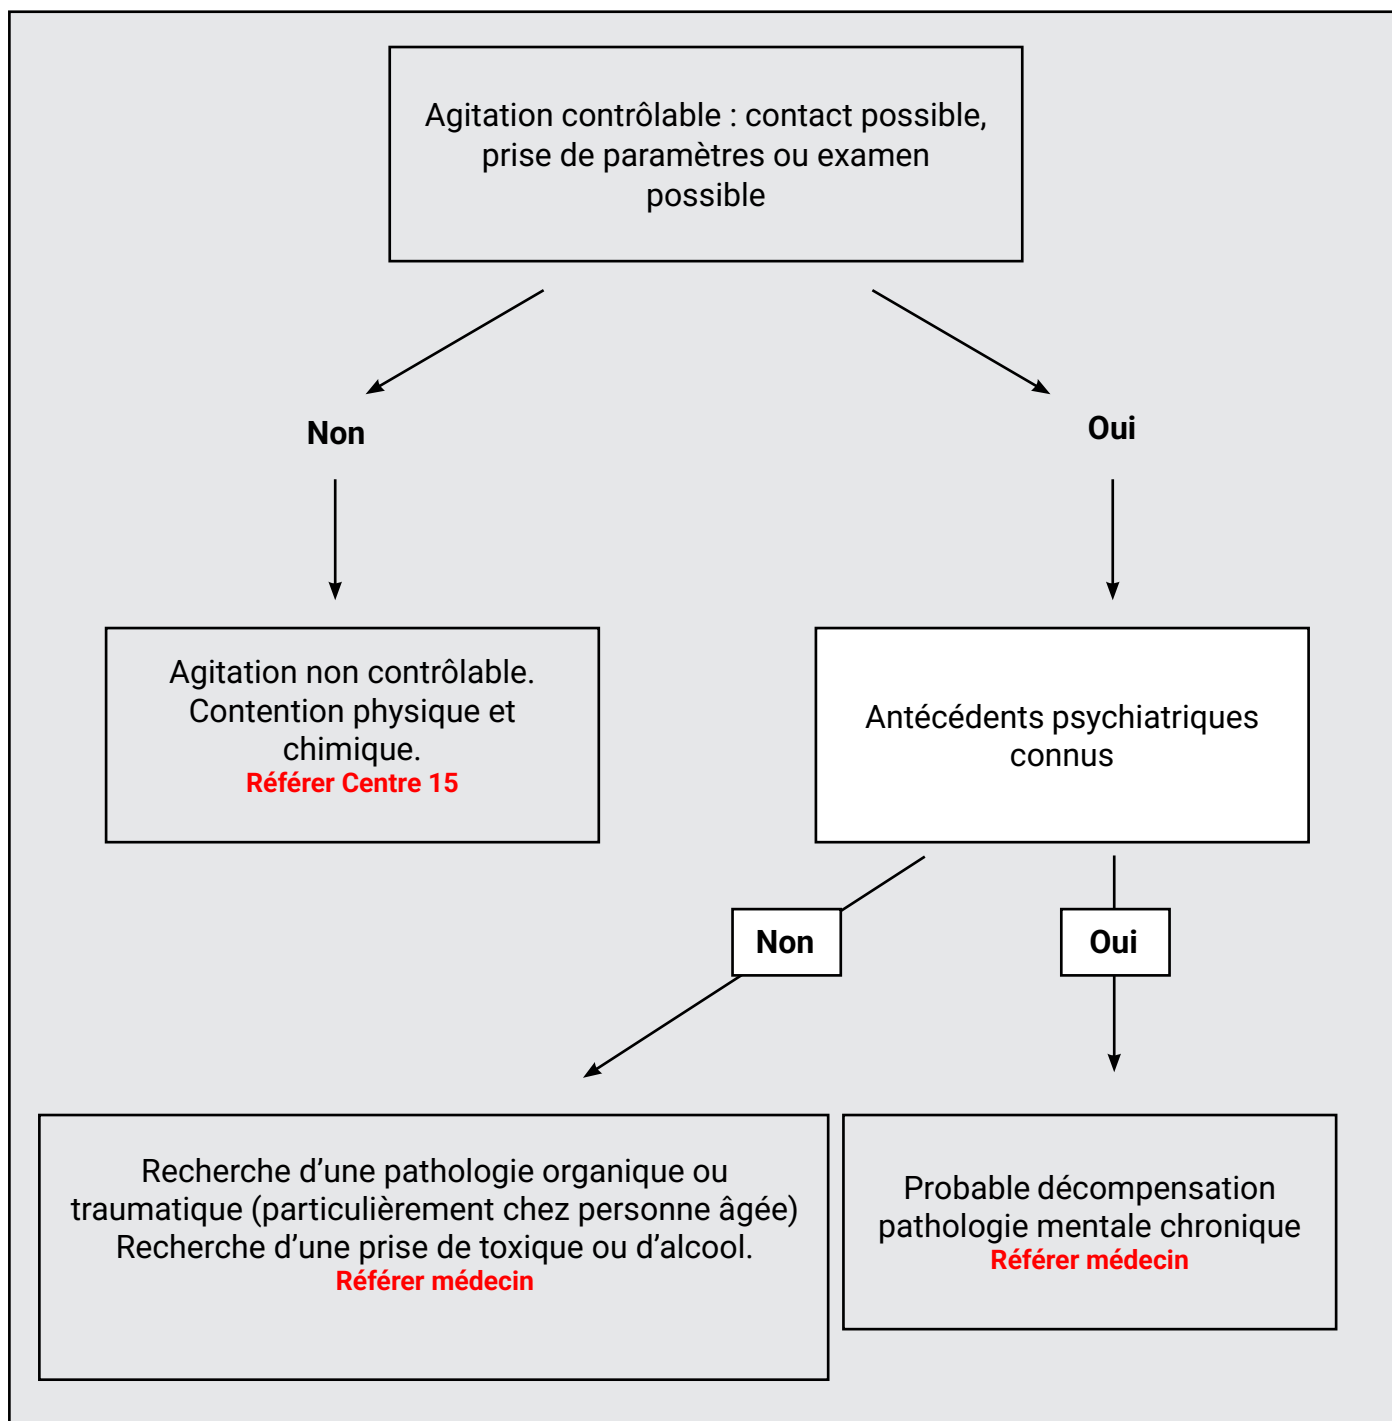 Agitation contrôlable : contact possible,
prise de paramètres ou examen
possible
Non
Oui
Agitation non contrôlable.
Contention physique et
chimique.
Référer Centre 15
Antécédents psychiatriques
connus
Non
Oui
Recherche d’une pathologie organique ou
traumatique (particulièrement chez personne âgée)
Recherche d’une prise de toxique ou d’alcool.
Référer médecin
Probable décompensation
pathologie mentale chronique
Référer médecin